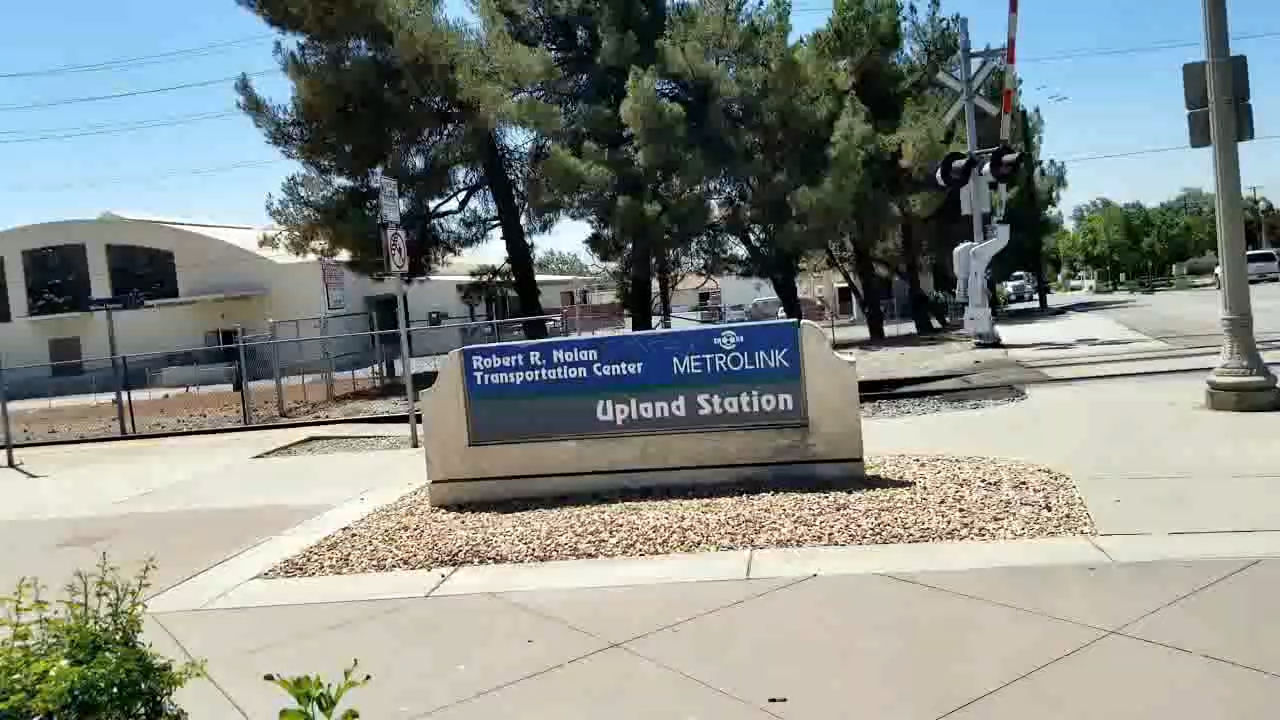 Robert R. Nolan
Transportation Center
METROLINK
Upland Station